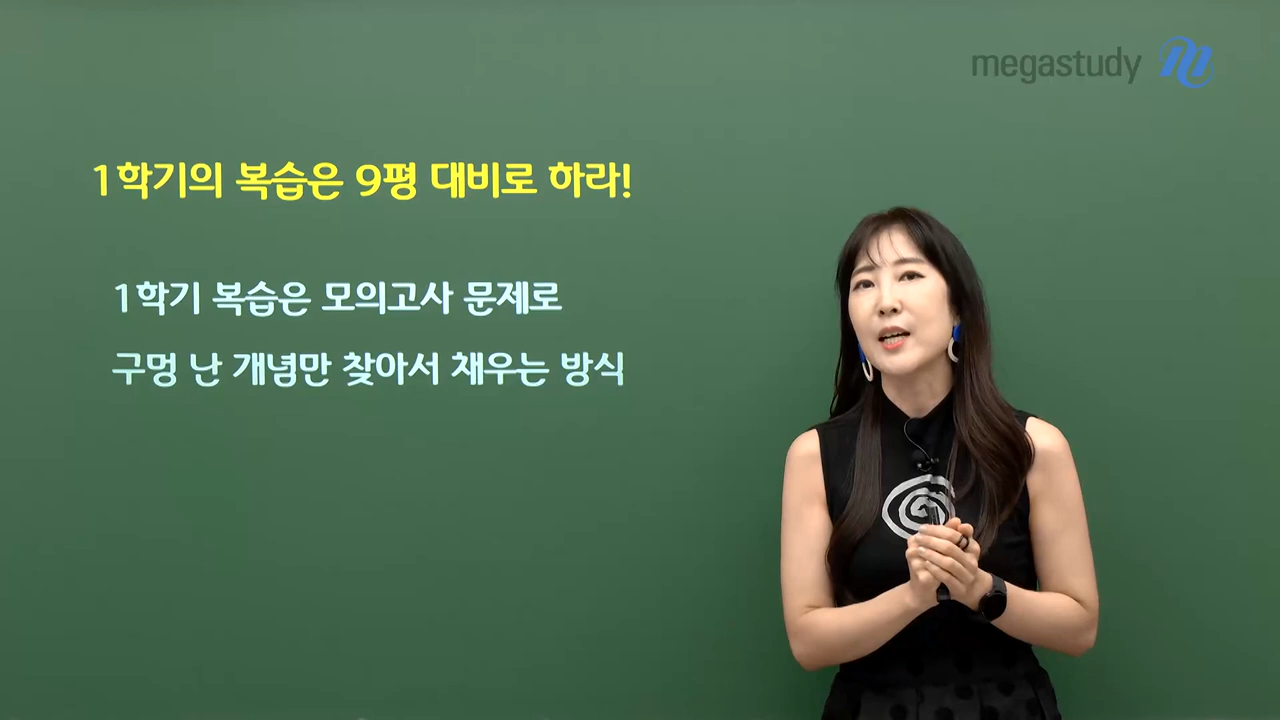 megastudy
1학기의 복습은 9평 대비로 하라!
1학기 복습은 모의고사 문제로
구멍 난 개념만 찾아서 채우는 방식